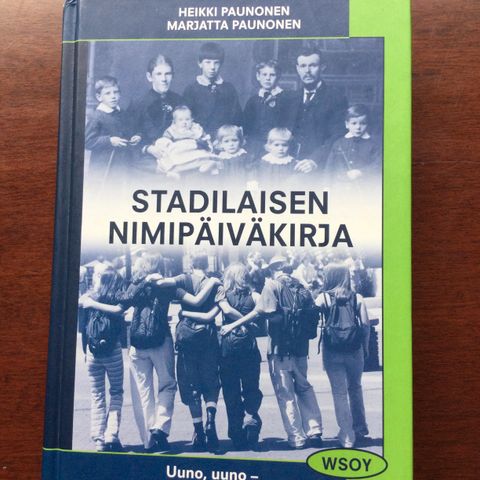 HEIKKI PAUNONEN
MARJATTA PAUNONEN
STADILAISEN
NIMIPÄIVÄKIRJA
WSOY
Uuno, uuno –